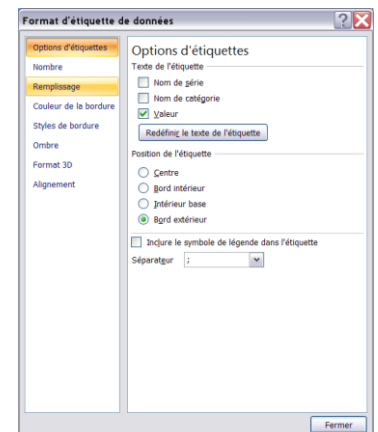 Format d'étiquette de données
Options d'étiquettes
Nombre
Remplissage
Couleur de la bordure
Styles de bordure
Ombre
Format 3D
Alignement
Options d'étiquettes
Texte de l'étiquette
Nom de série
Nom de catégorie
Valeur
Redéfinir le texte de l'étiquette
Position de l'étiquette
Centre
Bord intérieur
Intérieur base
Bord extérieur
Inclure le symbole de légende dans l'étiquette
Séparateur ;
Fermer